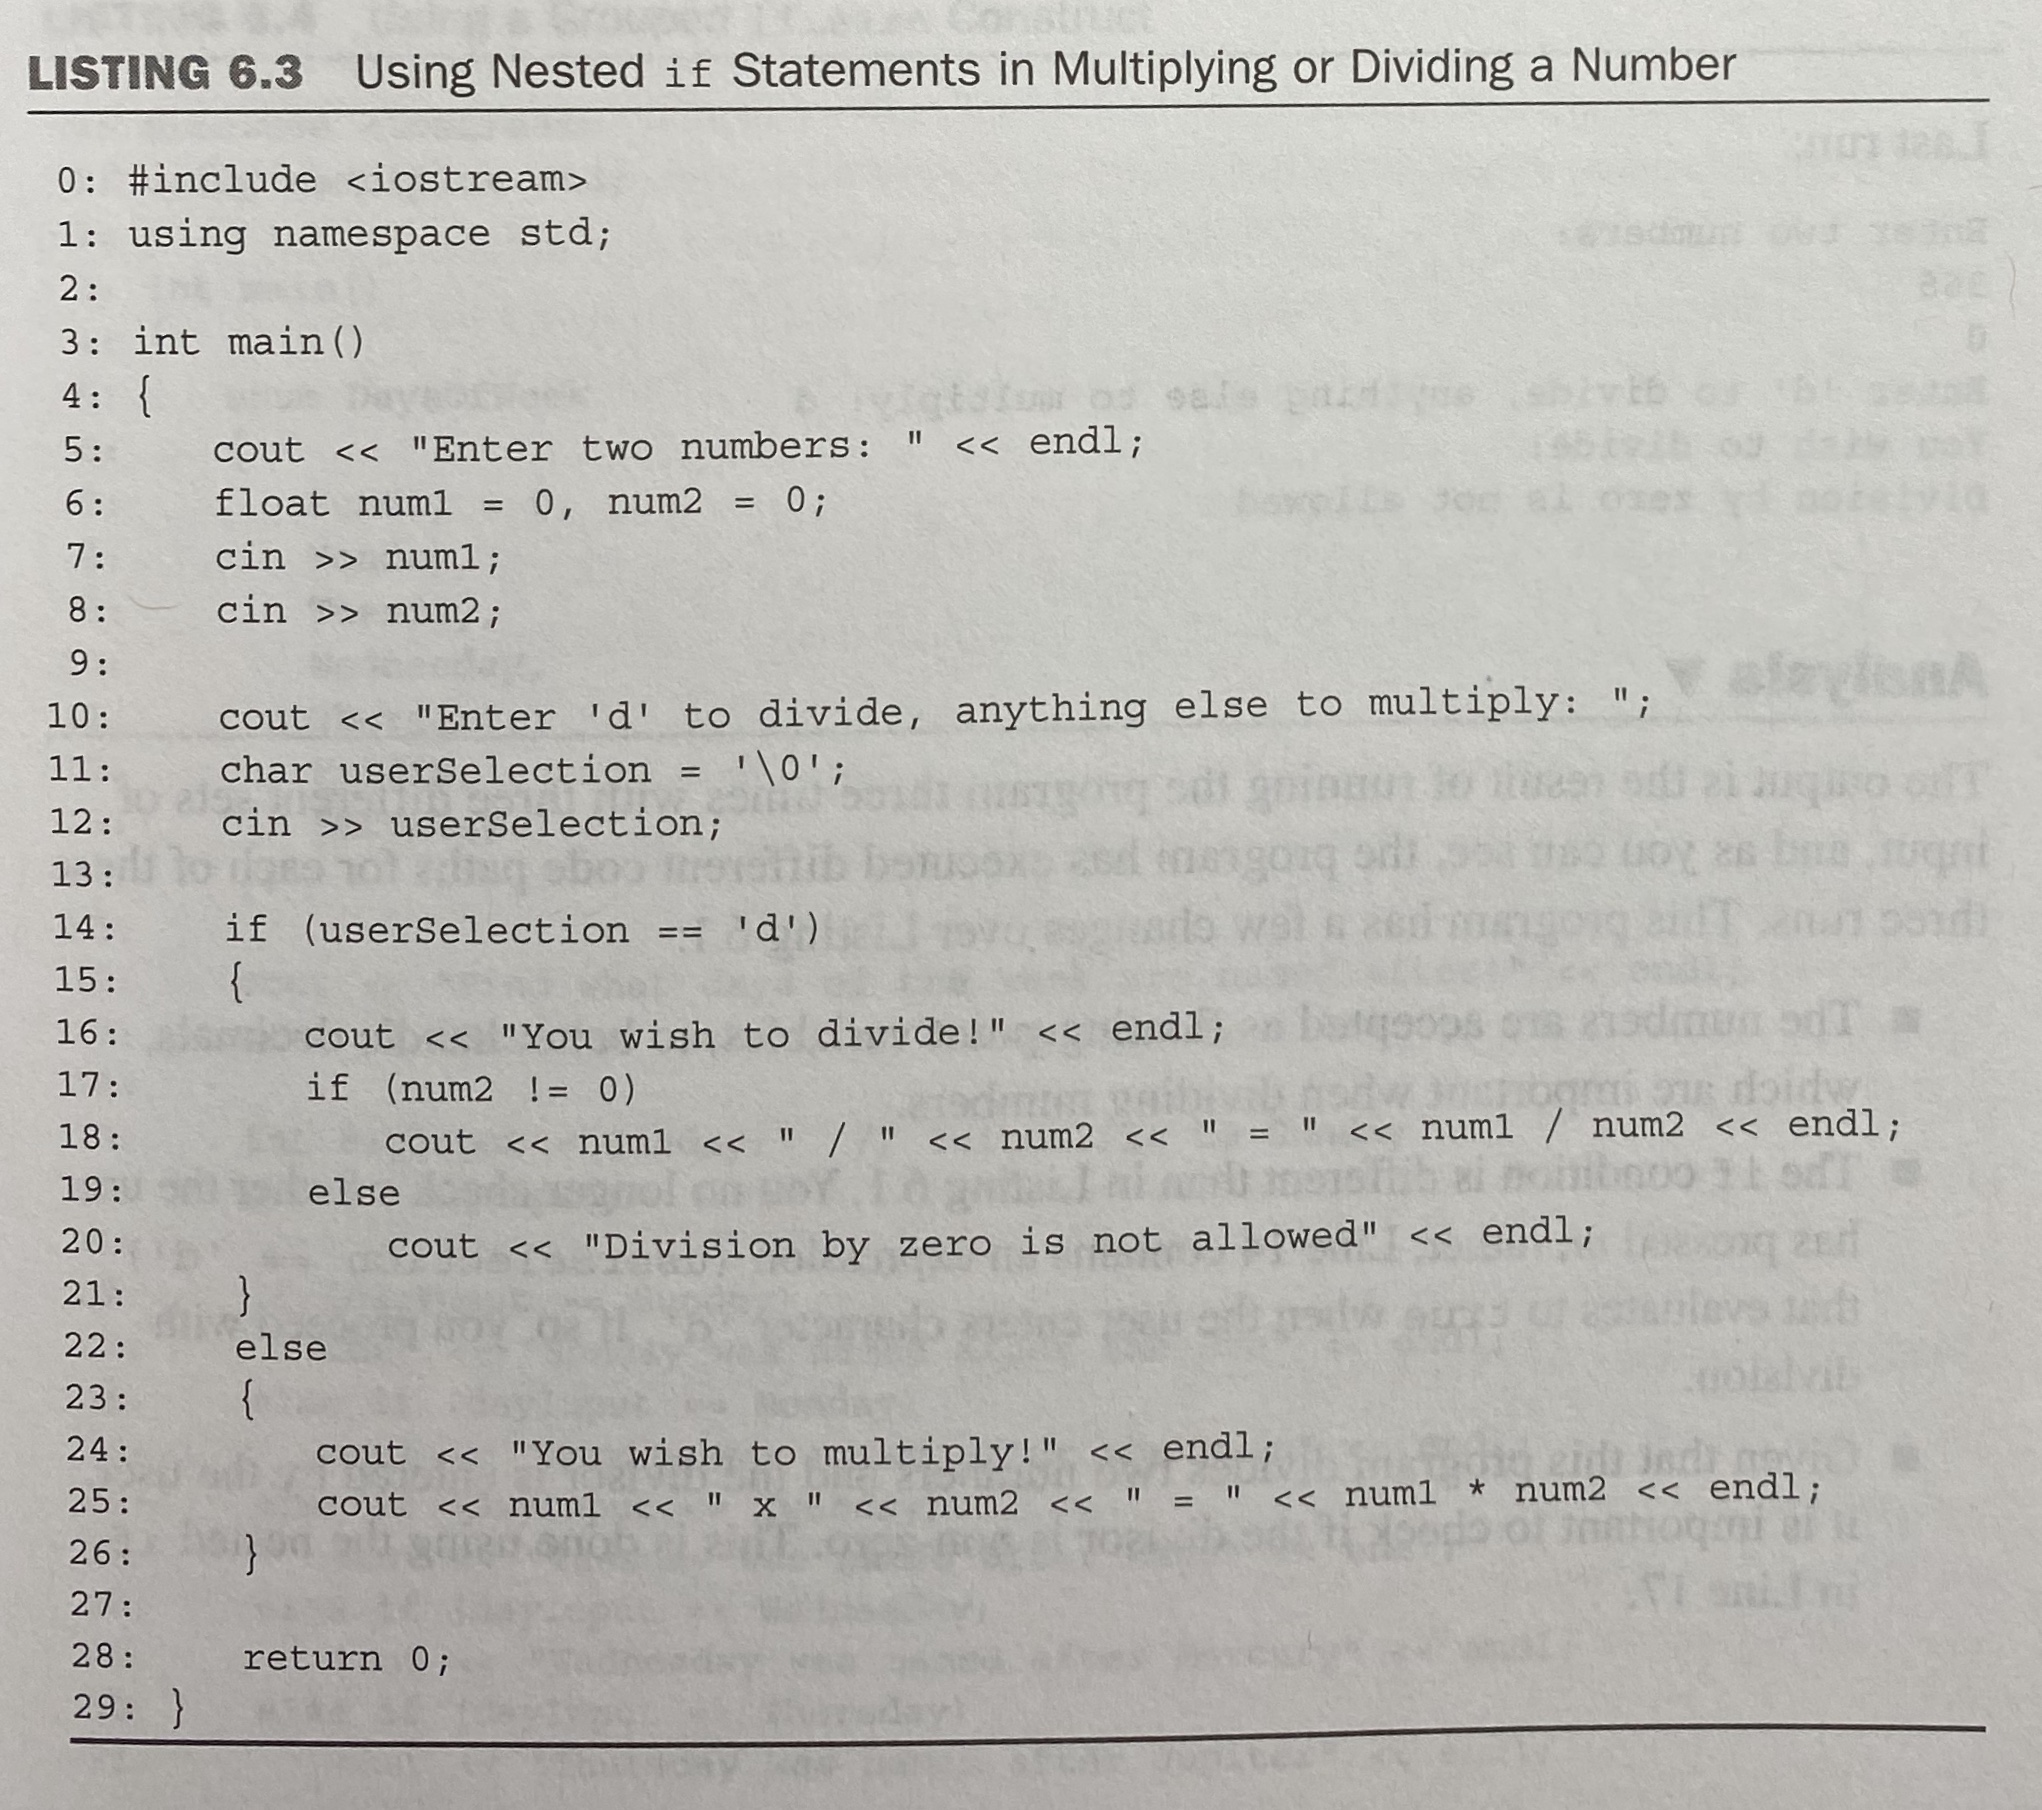 LISTING 6.3 Using Nested if Statements in Multiplying or Dividing a Number
0: #include <iostream>
1: using namespace std;
2:
3: int main()
4: {
5: cout << "Enter two numbers: " << endl;
6: float num1 = 0, num2 = 0;
7: cin >> num1;
8: cin >> num2;
9:
10: cout << "Enter 'd' to divide, anything else to multiply: ";
11: char userSelection = '\0';
12: cin >> userSelection;
13:
14: if (userSelection == 'd')
15: {
16: cout << "You wish to divide!" << endl;
17: if (num2 != 0)
18: cout << num1 << " / " << num2 << " = " << num1 / num2 << endl;
19: else
20: cout << "Division by zero is not allowed" << endl;
21: }
22: else
23: {
24: cout << "You wish to multiply!" << endl;
25: cout << num1 << " x " << num2 << " = " << num1 * num2 << endl;
26: }
27:
28: return 0;
29: }